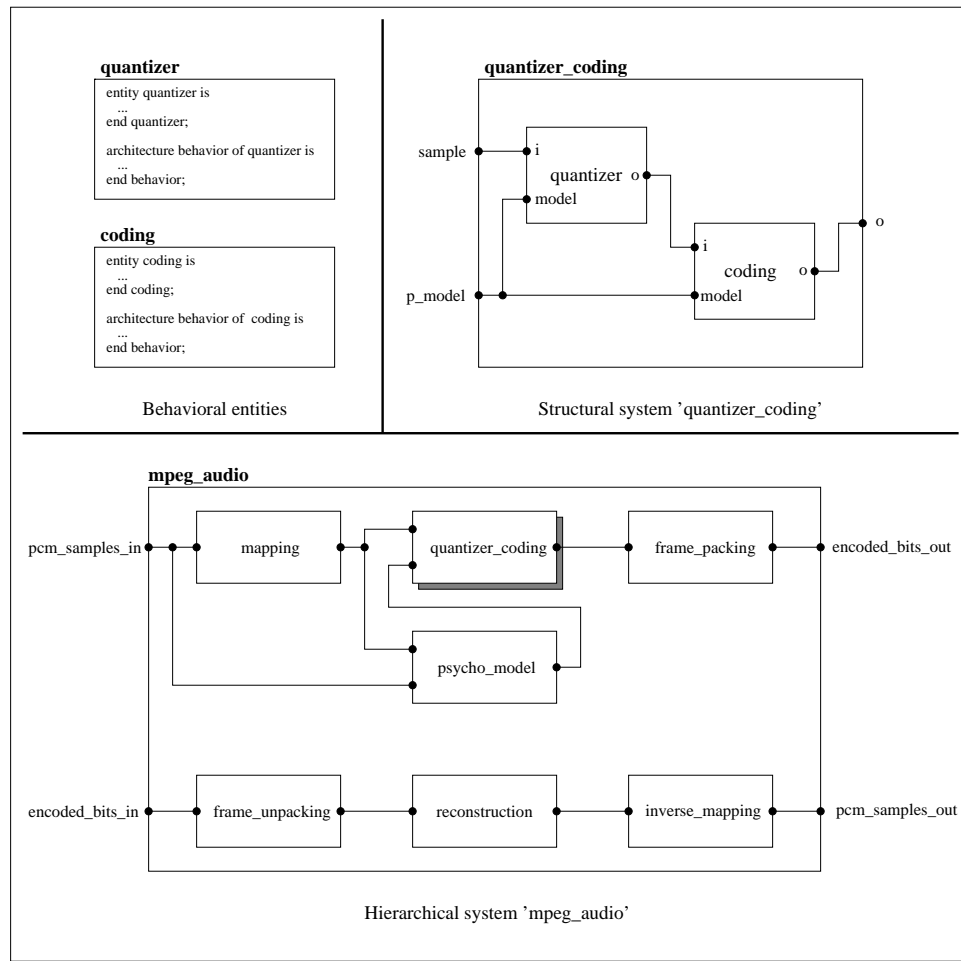 quantizer
entity quantizer is
...
end quantizer;
architecture behavior of quantizer is
...
end behavior;
coding
entity coding is
...
end coding;
architecture behavior of  coding is
...
end behavior;
Behavioral entities
quantizer_coding
sample
i
quantizer
o
model
i
o
coding
o
p_model
model
Structural system ’quantizer_coding’
mpeg_audio
pcm_samples_in
mapping
quantizer_coding
frame_packing
encoded_bits_out
psycho_model
encoded_bits_in
frame_unpacking
reconstruction
inverse_mapping
pcm_samples_out
Hierarchical system ’mpeg_audio’